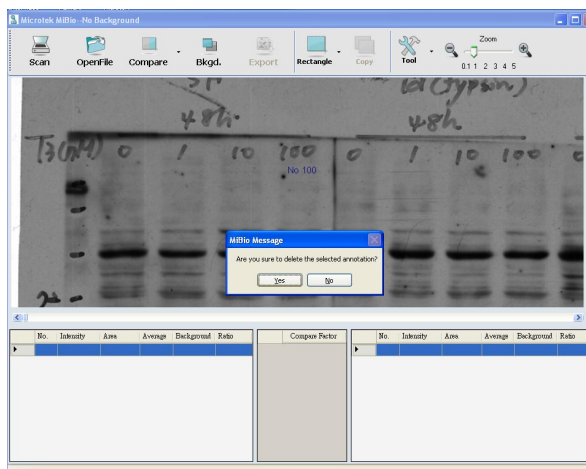 Microtek MiBio--No Background
Scan OpenFile Compare Bkgd. Export Rectangle Copy Tool
Zoom
0.1 1 2 3 4 5
48h
48h
T3(nM) 0 1 10 100 0 1 10 100 0
No 100
MiBio Message
Are you sure to delete the selected annotation?
Yes No
No. Intensity Area Average Background Ratio
Compare Factor
No. Intensity Area Average Background Ratio